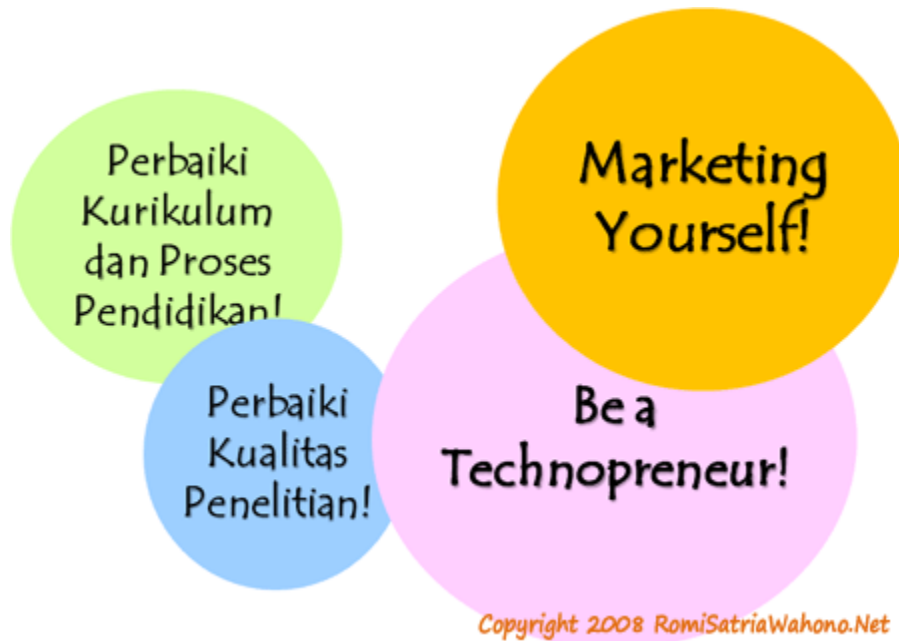 Perbaiki
Kurikulum
dan Proses
Pendidikan!
Marketing
Yourself!
Perbaiki
Kualitas
Penelitian!
Be a
Technopreneur!
Copyright 2008 RomiSatriaWahono.Net